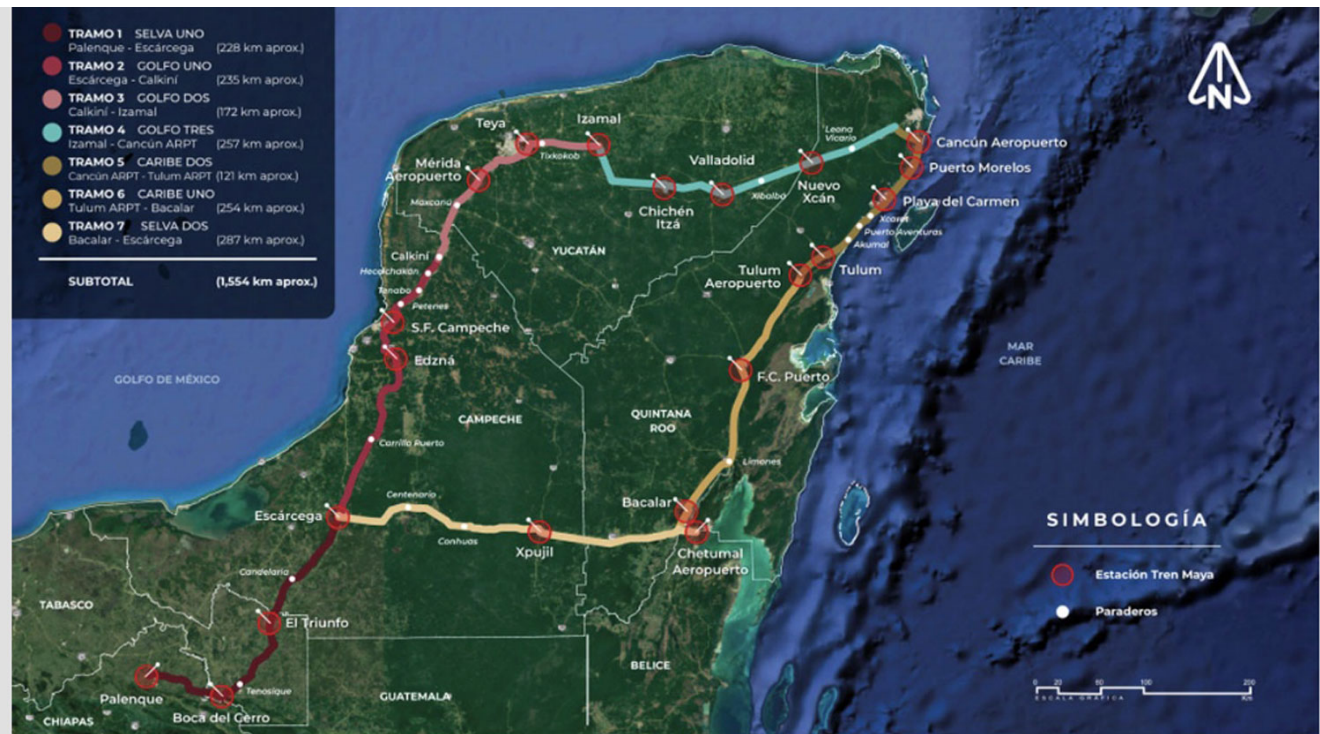 TRAMO 1 SELVA UNO
Palenque - Escárcega (228 km aprox.)
TRAMO 2 GOLFO UNO
Escárcega - Calkiní (235 km aprox.)
TRAMO 3 GOLFO DOS
Calkiní - Izamal (172 km aprox.)
TRAMO 4 GOLFO TRES
Izamal - Cancún ARPT (257 km aprox.)
TRAMO 5 CARIBE DOS
Cancún ARPT - Tulum ARPT (121 km aprox.)
TRAMO 6 CARIBE UNO
Tulum ARPT - Bacalar (254 km aprox.)
TRAMO 7 SELVA DOS
Bacalar - Escárcega (287 km aprox.)
SUBTOTAL (1,554 km aprox.)
N
Teya
Izamal
Tixkokob
Mérida
Aeropuerto
Maxcanú
Valladolid
Leona
Vicario
Cancún Aeropuerto
Puerto Morelos
Nuevo
Xcán
Xibalbá
Chichén
Itzá
Playa del Carmen
Xcaret
Puerto Aventuras
Akumal
YUCATÁN
Calkiní
Hecelchakán
Tenabo
Petenes
Tulum
Aeropuerto
Tulum
S.F. Campeche
Edzná
GOLFO DE MÉXICO
MAR
CARIBE
F.C. Puerto
CAMPECHE
QUINTANA
ROO
Carrillo Puerto
Limones
Centenario
Escárcega
Bacalar
Conhuas
Xpujil
Chetumal
Aeropuerto
Candelaria
TABASCO
El Triunfo
BELICE
Palenque
Tenosique
Boca del Cerro
GUATEMALA
CHIAPAS
SIMBOLOGÍA
Estación Tren Maya
Paraderos
0 20 60 100 200
ESCALA GRÁFICA Km